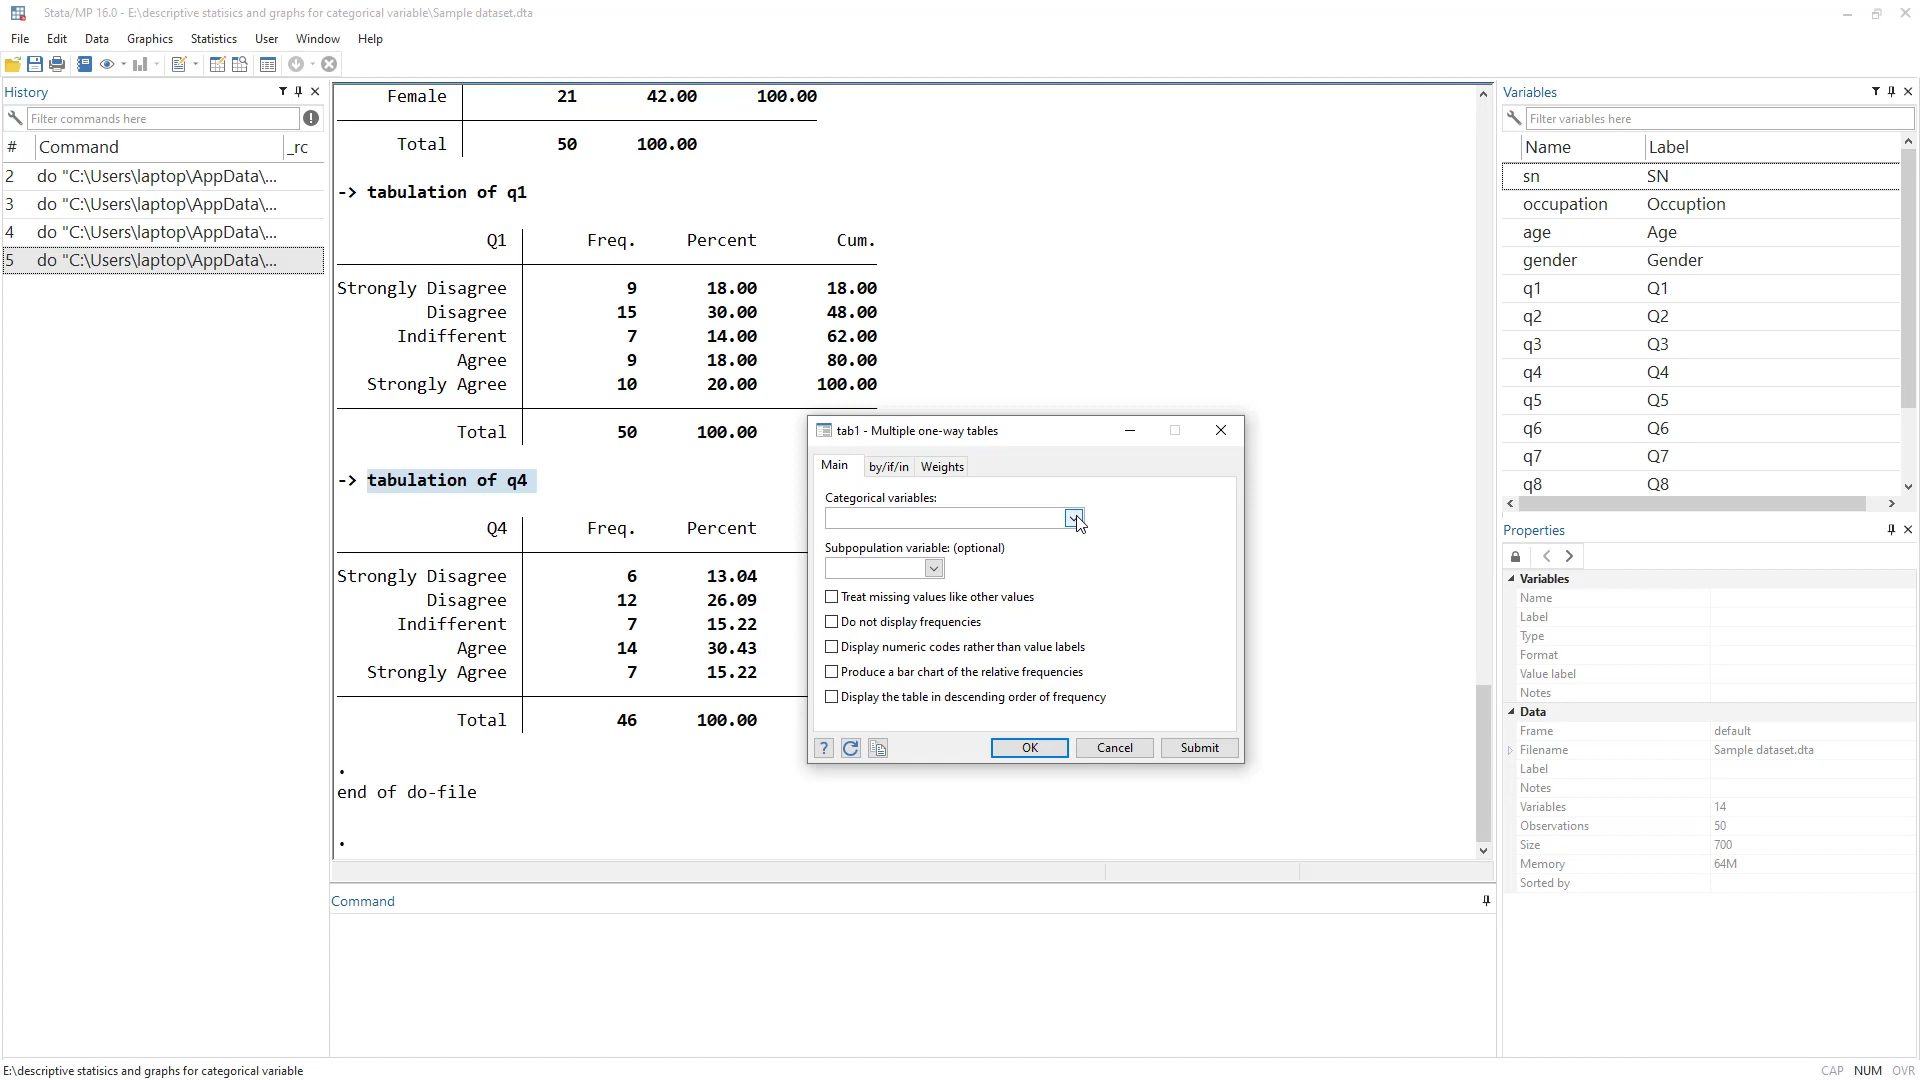 Stata/MP 16.0 - E:\descriptive statisics and graphs for categorical variable\Sample dataset.dta
File Edit Data Graphics Statistics User Window Help
History
Filter commands here
# Command _rc
2 do "C:\Users\laptop\AppData\...
3 do "C:\Users\laptop\AppData\...
4 do "C:\Users\laptop\AppData\...
5 do "C:\Users\laptop\AppData\...
Female 21 42.00 100.00
Total 50 100.00
-> tabulation of q1
Q1 Freq. Percent Cum.
Strongly Disagree 9 18.00 18.00
Disagree 15 30.00 48.00
Indifferent 7 14.00 62.00
Agree 9 18.00 80.00
Strongly Agree 10 20.00 100.00
Total 50 100.00
-> tabulation of q4
Q4 Freq. Percent
Strongly Disagree 6 13.04
Disagree 12 26.09
Indifferent 7 15.22
Agree 14 30.43
Strongly Agree 7 15.22
Total 46 100.00
.
end of do-file
.
tab1 - Multiple one-way tables
Main by/if/in Weights
Categorical variables:
Subpopulation variable: (optional)
Treat missing values like other values
Do not display frequencies
Display numeric codes rather than value labels
Produce a bar chart of the relative frequencies
Display the table in descending order of frequency
? OK Cancel Submit
Command
Variables
Filter variables here
Name Label
sn SN
occupation Occuption
age Age
gender Gender
q1 Q1
q2 Q2
q3 Q3
q4 Q4
q5 Q5
q6 Q6
q7 Q7
q8 Q8
Properties
Variables
Name
Label
Type
Format
Value label
Notes
Data
Frame default
Filename Sample dataset.dta
Label
Notes
Variables 14
Observations 50
Size 700
Memory 64M
Sorted by
E:\descriptive statisics and graphs for categorical variable
CAP NUM OVR